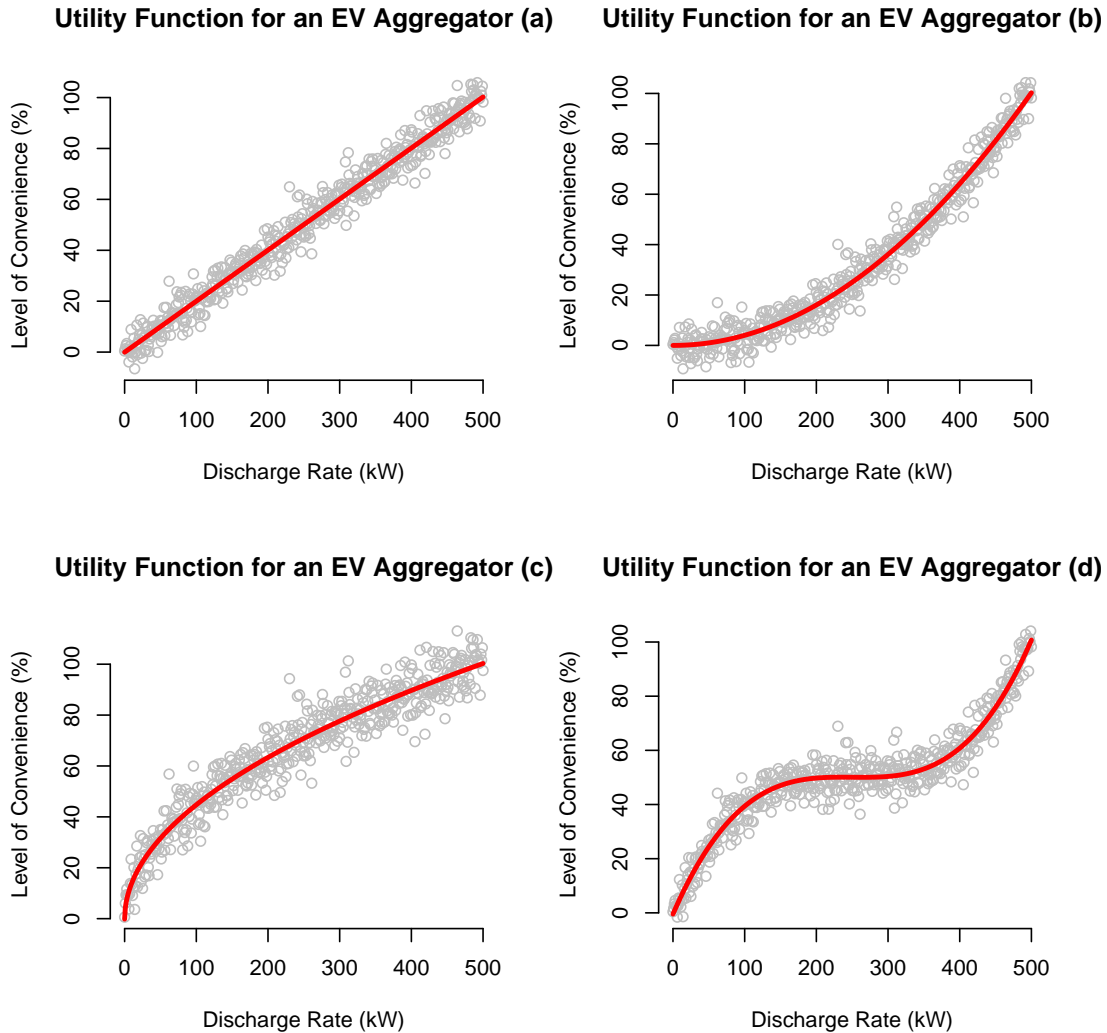 Utility Function for an EV Aggregator (a)
Level of Convenience (%)
100
80
60
40
20
0
0 100 200 300 400 500
Discharge Rate (kW)
Utility Function for an EV Aggregator (b)
Level of Convenience (%)
100
80
60
40
20
0
0 100 200 300 400 500
Discharge Rate (kW)
Utility Function for an EV Aggregator (c)
Level of Convenience (%)
100
80
60
40
20
0
0 100 200 300 400 500
Discharge Rate (kW)
Utility Function for an EV Aggregator (d)
Level of Convenience (%)
100
80
60
40
20
0
0 100 200 300 400 500
Discharge Rate (kW)